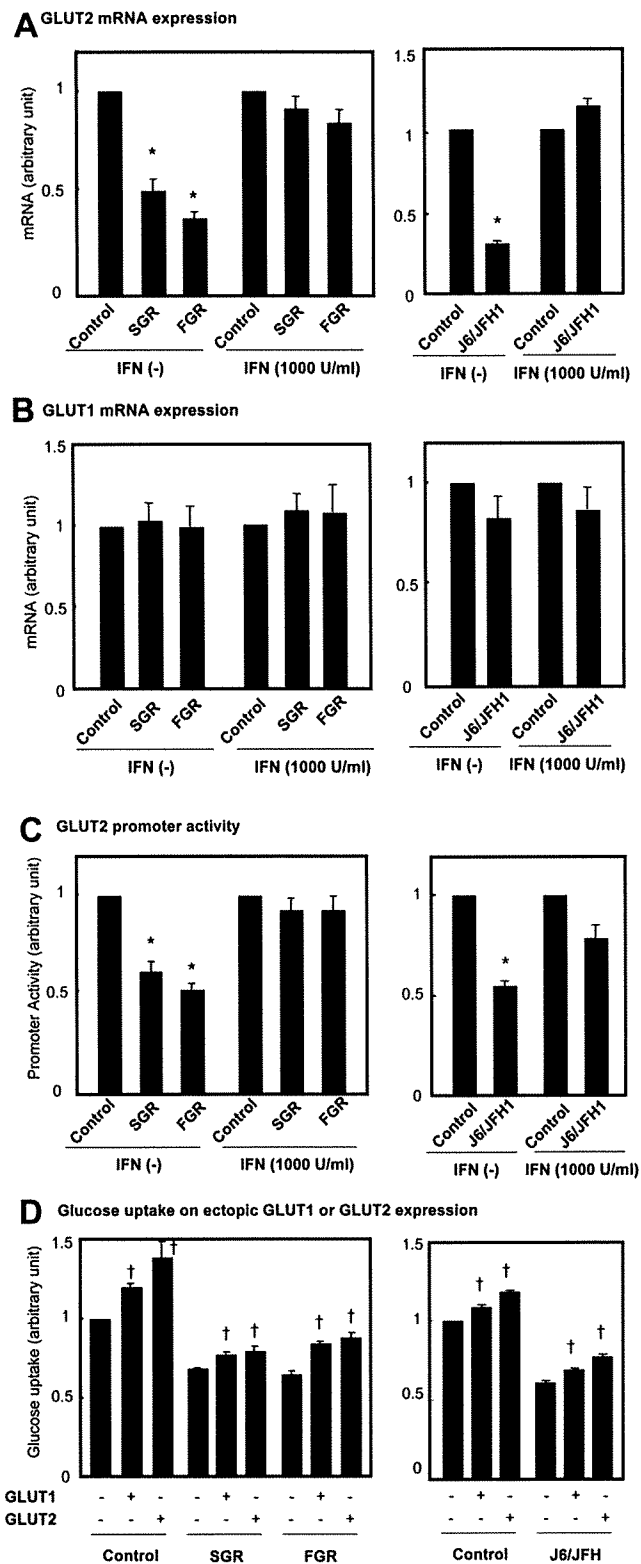 A GLUT2 mRNA expression
mRNA (arbitrary unit)
1
0.5
0
* *
Control SGR FGR Control SGR FGR
IFN (-) IFN (1000 U/ml)
1.5
1
0.5
0
*
Control J6/JFH1 Control J6/JFH1
IFN (-) IFN (1000 U/ml)
B GLUT1 mRNA expression
mRNA (arbitrary unit)
1.5
1
0.5
0
Control SGR FGR Control SGR FGR
IFN (-) IFN (1000 U/ml)
1
0.5
0
Control J6/JFH1 Control J6/JFH1
IFN (-) IFN (1000 U/ml)
C GLUT2 promoter activity
Promoter Activity (arbitrary unit)
1
0.5
0
* *
Control SGR FGR Control SGR FGR
IFN (-) IFN (1000 U/ml)
1
0.5
0
*
Control J6/JFH1 Control J6/JFH1
IFN (-) IFN (1000 U/ml)
D Glucose uptake on ectopic GLUT1 or GLUT2 expression
Glucose uptake (arbitrary unit)
1.5
1
0.5
0
† † † † † †
1.5
1
0.5
0
† † † †
GLUT1 - + - - + - - + - - + - - + -
GLUT2 - - + - - + - - + - - + - - +
Control SGR FGR Control J6/JFH